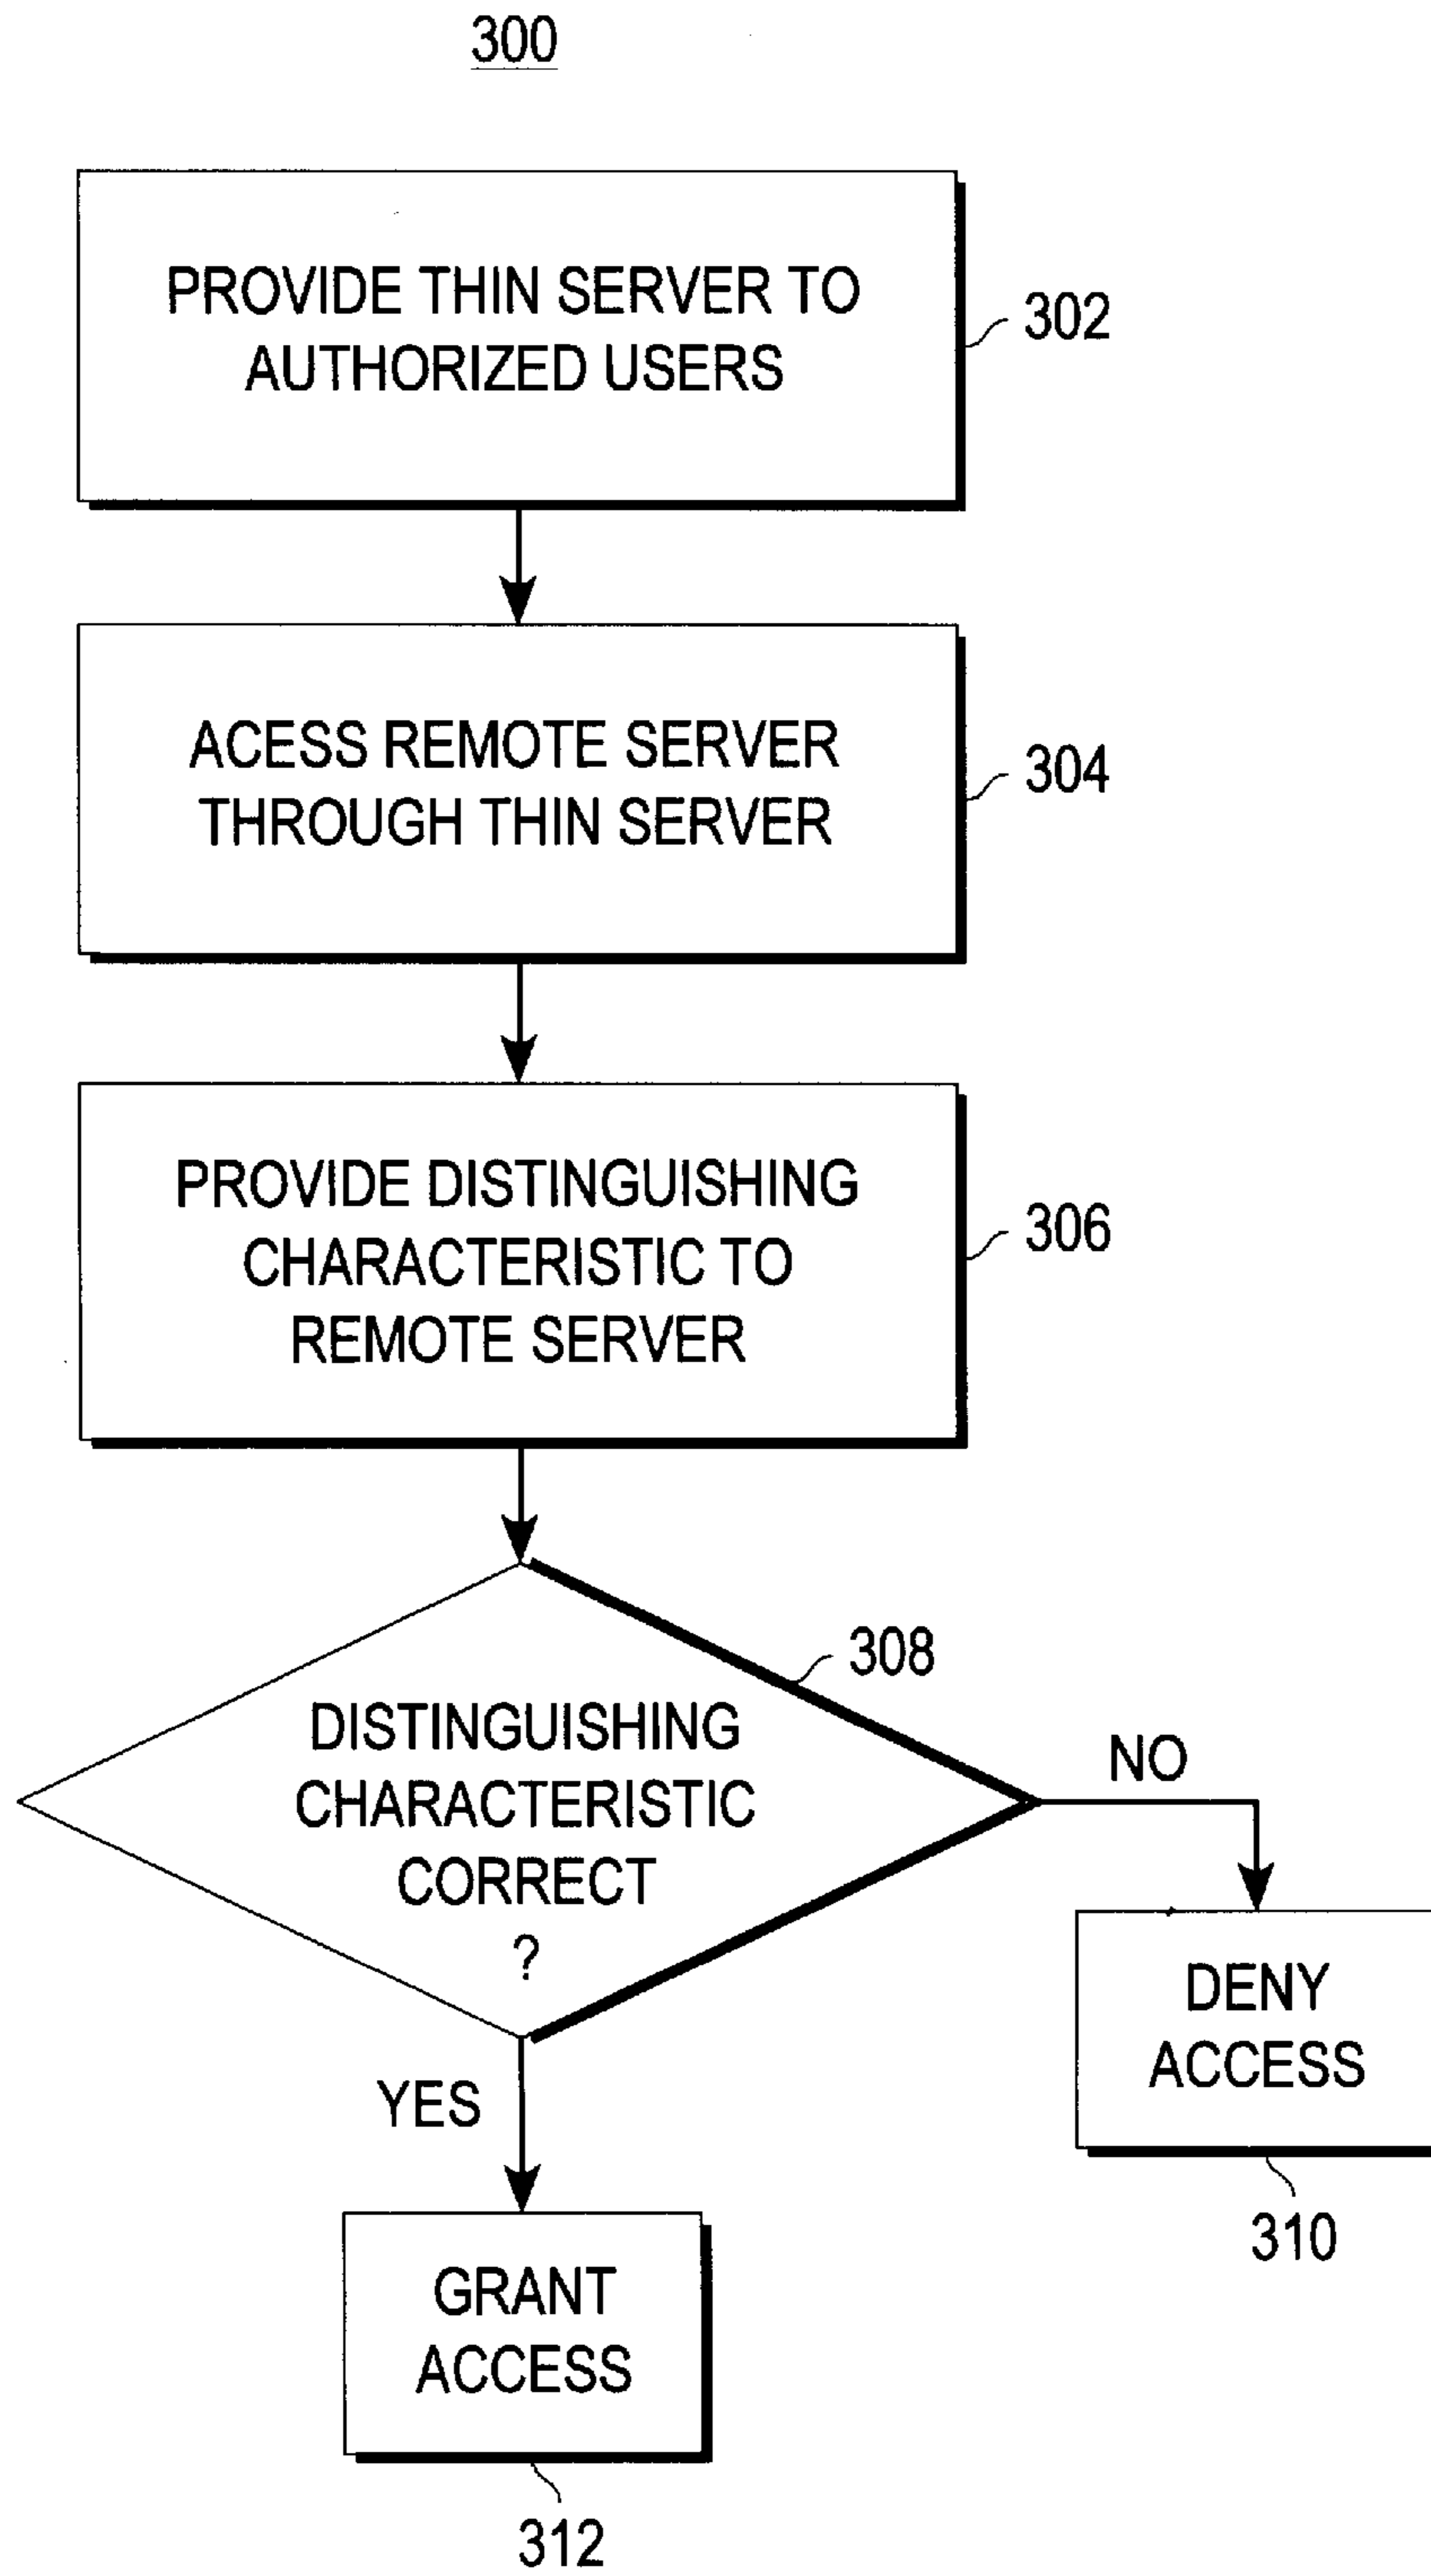 300
PROVIDE THIN SERVER TO
AUTHORIZED USERS
302
ACESS REMOTE SERVER
THROUGH THIN SERVER
304
PROVIDE DISTINGUISHING
CHARACTERISTIC TO
REMOTE SERVER
306
308
DISTINGUISHING
CHARACTERISTIC
CORRECT
?
NO
DENY
ACCESS
310
YES
GRANT
ACCESS
312